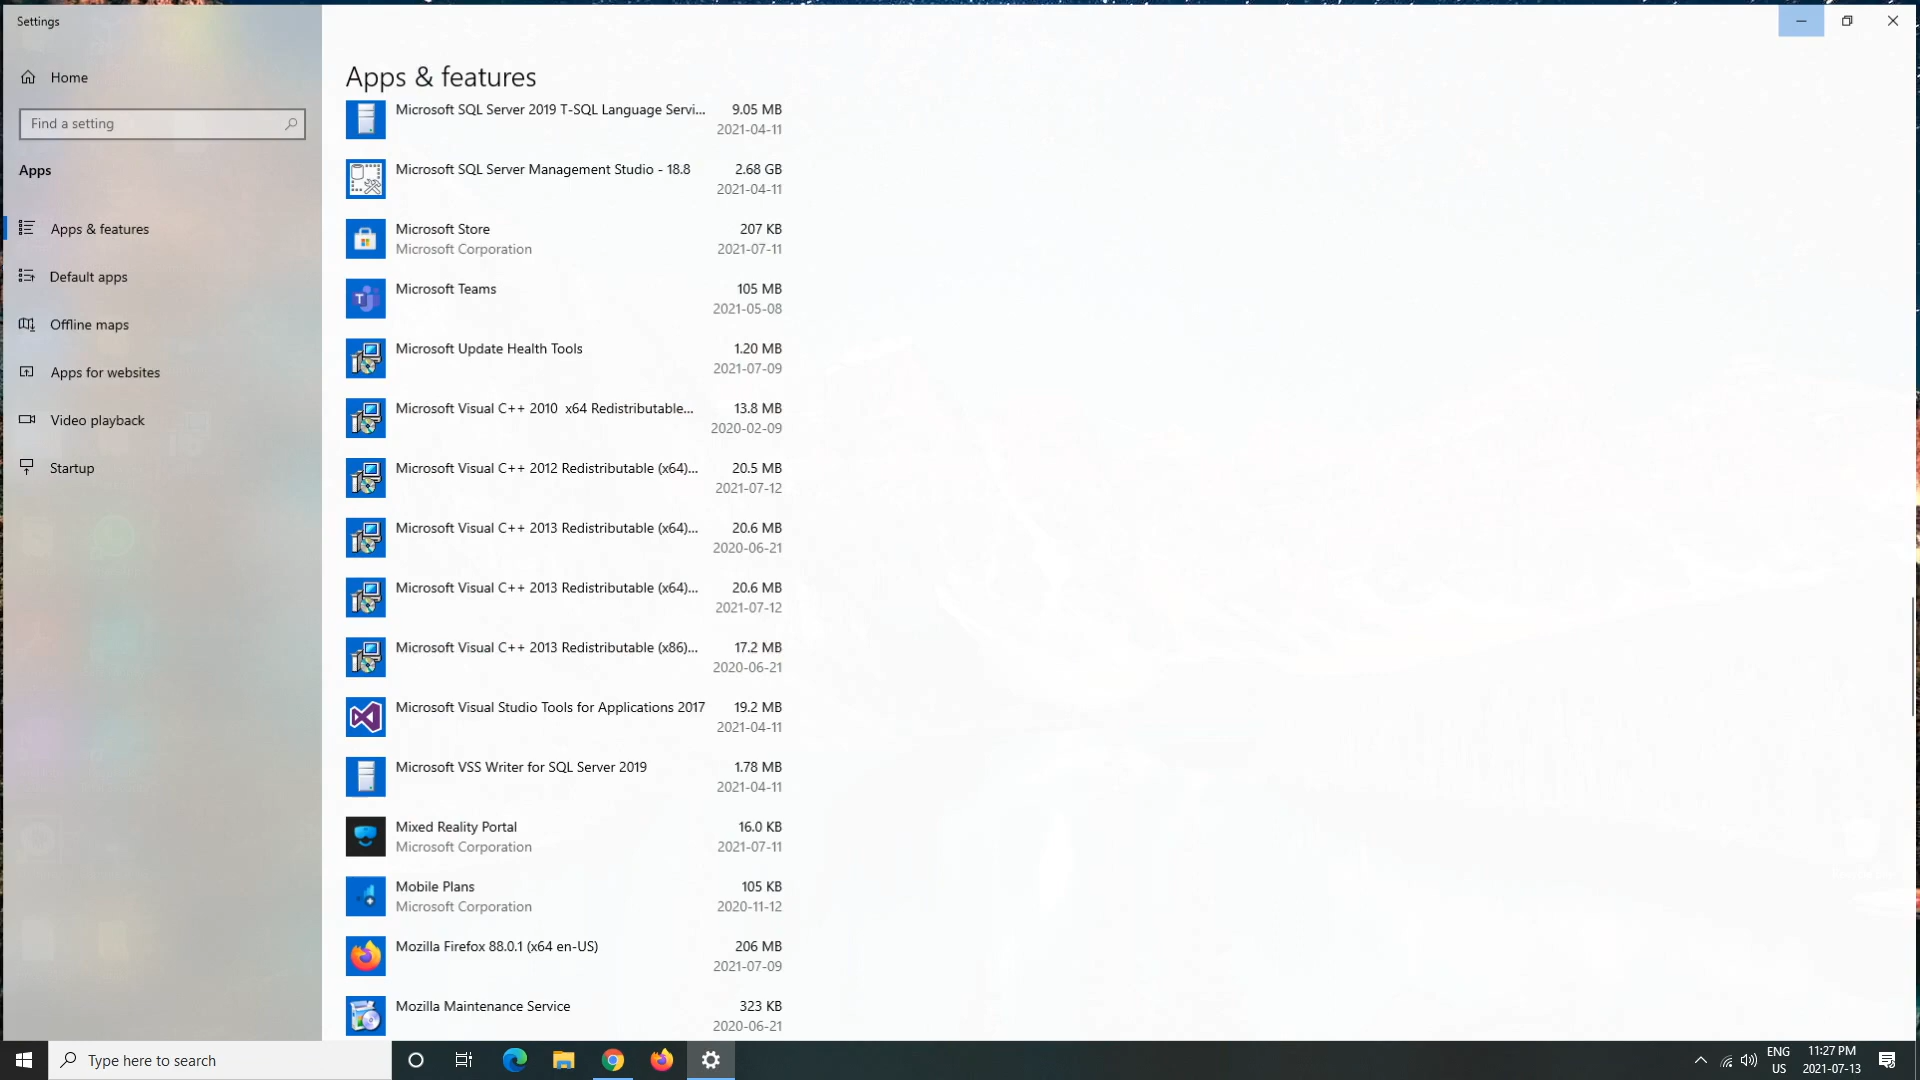 Settings
Home
Find a setting
Apps
Apps & features
Default apps
Offline maps
Apps for websites
Video playback
Startup
Apps & features
Microsoft SQL Server 2019 T-SQL Language Servi... 9.05 MB
2021-04-11
Microsoft SQL Server Management Studio - 18.8 2.68 GB
2021-04-11
Microsoft Store 207 KB
Microsoft Corporation 2021-07-11
Microsoft Teams 105 MB
2021-05-08
Microsoft Update Health Tools 1.20 MB
2021-07-09
Microsoft Visual C++ 2010  x64 Redistributable... 13.8 MB
2020-02-09
Microsoft Visual C++ 2012 Redistributable (x64)... 20.5 MB
2021-07-12
Microsoft Visual C++ 2013 Redistributable (x64)... 20.6 MB
2020-06-21
Microsoft Visual C++ 2013 Redistributable (x64)... 20.6 MB
2021-07-12
Microsoft Visual C++ 2013 Redistributable (x86)... 17.2 MB
2020-06-21
Microsoft Visual Studio Tools for Applications 2017 19.2 MB
2021-04-11
Microsoft VSS Writer for SQL Server 2019 1.78 MB
2021-04-11
Mixed Reality Portal 16.0 KB
Microsoft Corporation 2021-07-11
Mobile Plans 105 KB
Microsoft Corporation 2020-11-12
Mozilla Firefox 88.0.1 (x64 en-US) 206 MB
2021-07-09
Mozilla Maintenance Service 323 KB
2020-06-21
Type here to search
ENG 11:27 PM
US 2021-07-13